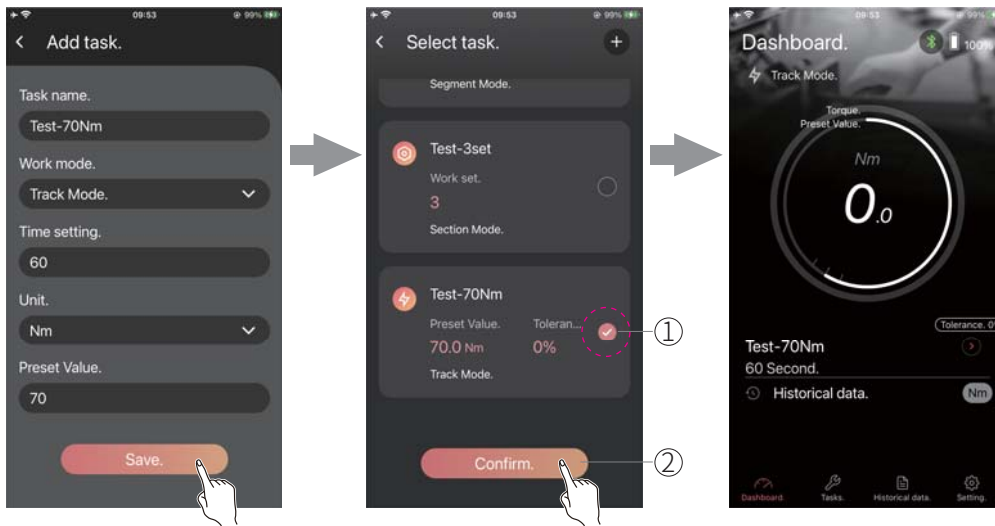 09:53
99%
Add task.
Task name.
Test-70Nm
Work mode.
Track Mode.
Time setting.
60
Unit.
Nm
Preset Value.
70
Save.
09:53
99%
Select task.
+
Segment Mode.
Test-3set
Work set.
3
Section Mode.
Test-70Nm
Preset Value. Toleran...
70.0 Nm 0%
Track Mode.
①
Confirm.
②
09:53
99%
Dashboard.
100%
Track Mode.
Torque.
Preset Value.
Nm
0.0
Tolerance. 0
Test-70Nm
60 Second.
Historical data.
Nm
Dashboard. Tasks. Historical data. Setting.